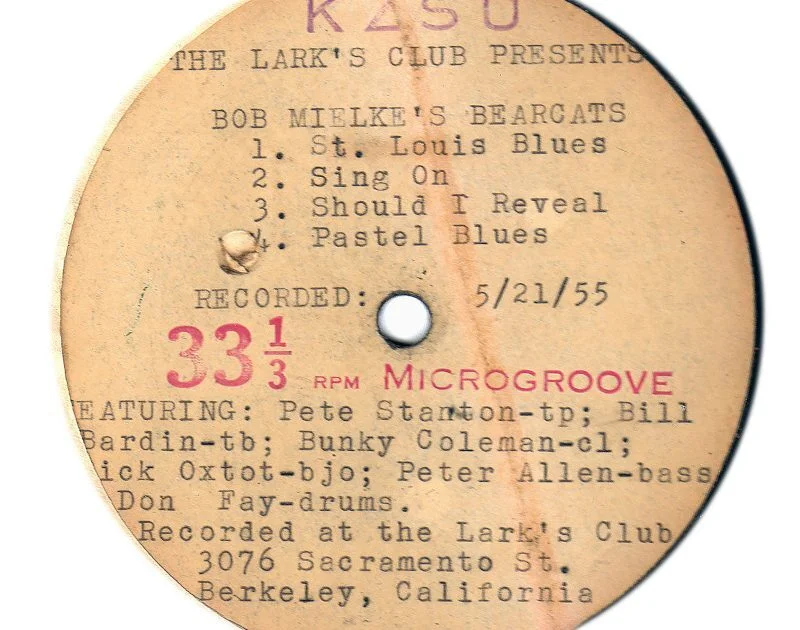 THE LARK'S CLUB PRESENTS
BOB MIELKE'S BEARCATS
1. St. Louis Blues
2. Sing On
3. Should I Reveal
4. Pastel Blues
RECORDED: 5/21/55
33 1/3 RPM MICROGROOVE
EATURING: Pete Stanton-tp; Bill
Bardin-tb; Bunky Coleman-cl;
ick Oxtot-bjo; Peter Allen-bass
Don Fay-drums.
Recorded at the Lark's Club
3076 Sacramento St.
Berkeley, California